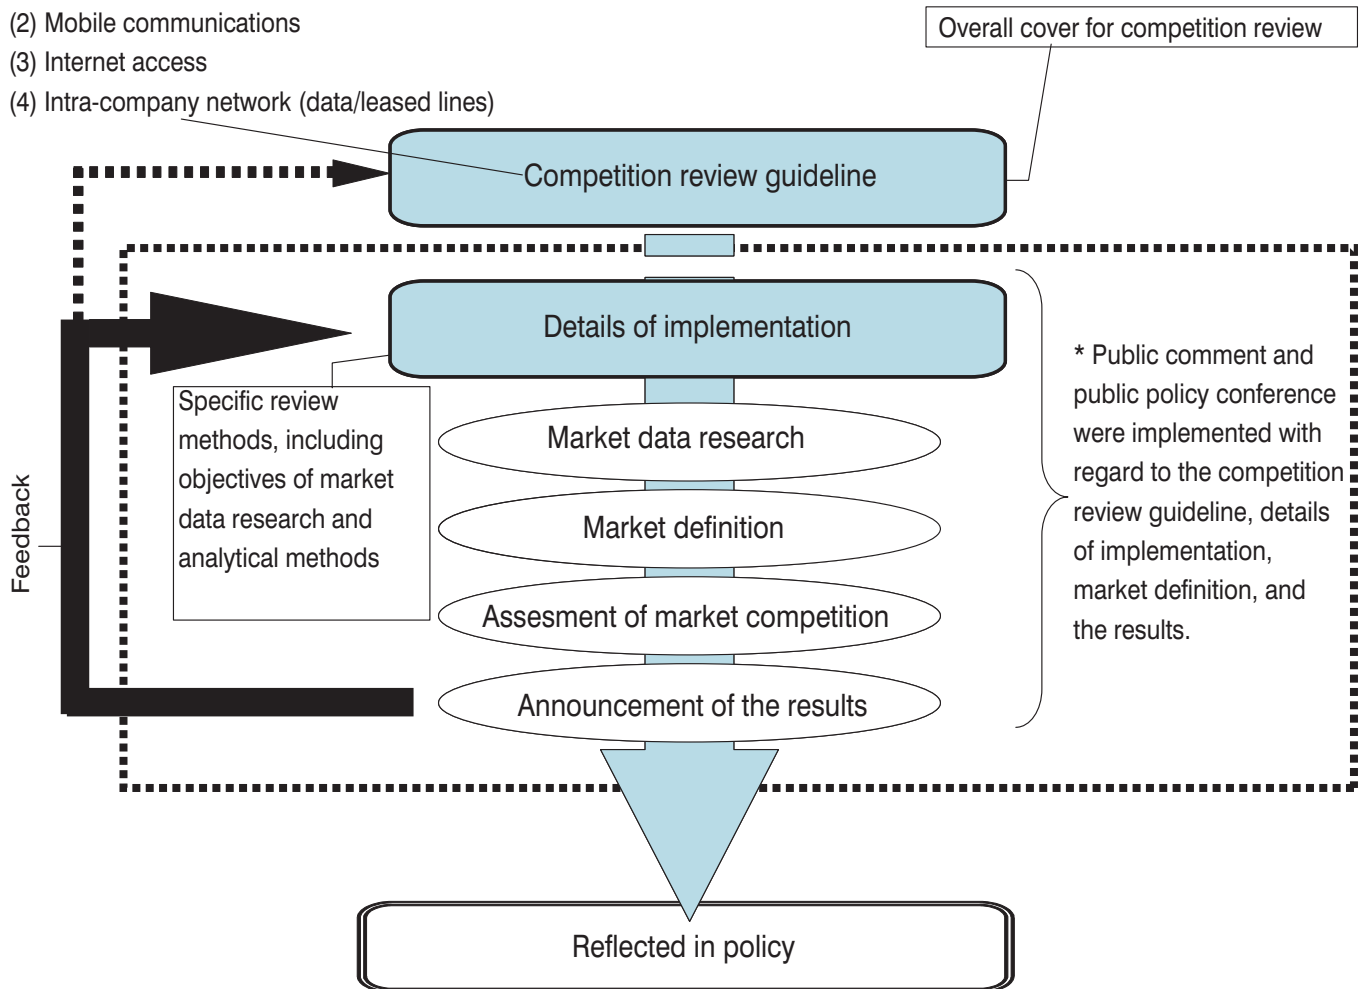 (2) Mobile communications
(3) Internet access
(4) Intra-company network (data/leased lines)
Overall cover for competition review
Competition review guideline
Details of implementation
Specific review
methods, including
objectives of market
data research and
analytical methods
Market data research
Market definition
Assesment of market competition
Announcement of the results
* Public comment and
public policy conference
were implemented with
regard to the competition
review guideline, details
of implementation,
market definition, and
the results.
Feedback
Reflected in policy